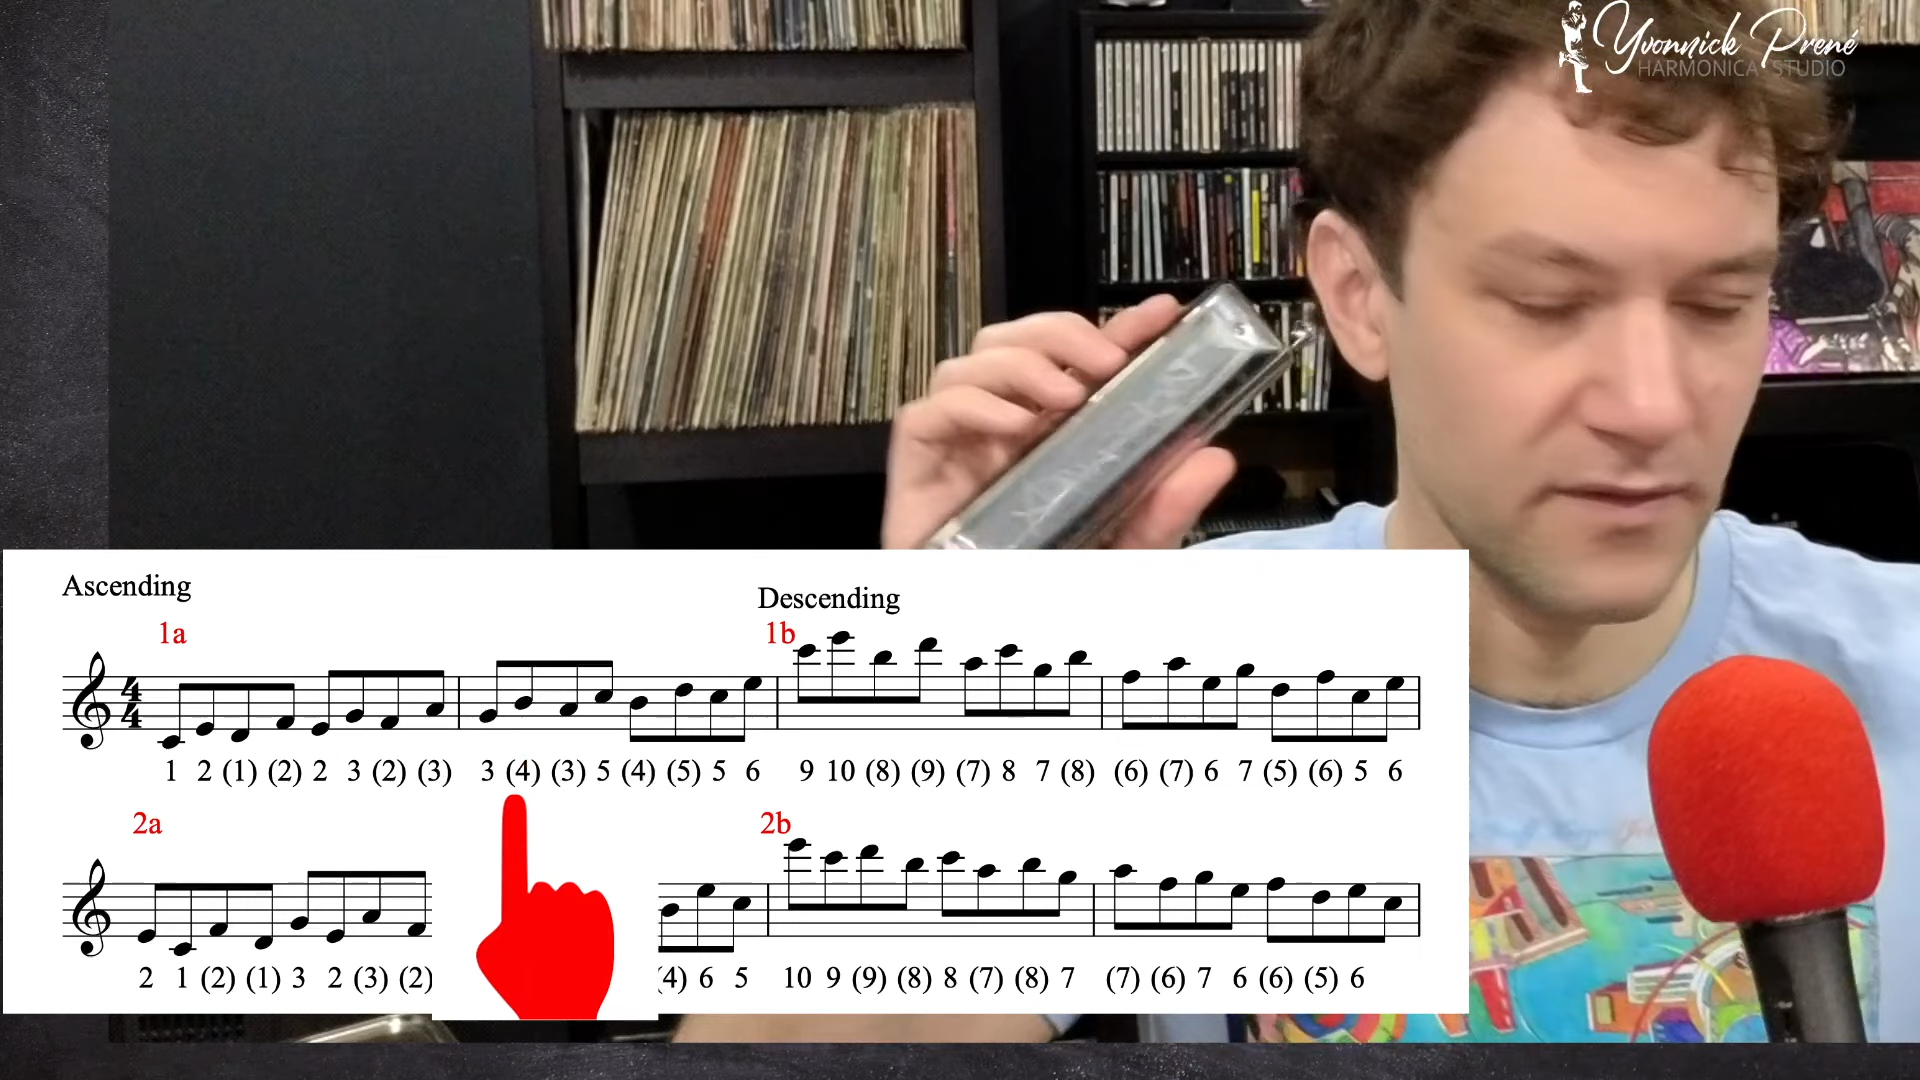 Yvonnick Prené
HARMONICA STUDIO
Ascending
Descending
1a
1b
4
4
1 2 (1) (2) 2 3 (2) (3) 3 (4) (3) 5 (4) (5) 5 6 9 10 (8) (9) (7) 8 7 (8) (6) (7) 6 7 (5) (6) 5 6
2a
2b
2 1 (2) (1) 3 2 (3) (2) (4) 6 5 10 9 (9) (8) 8 (7) (8) 7 (7) (6) 7 6 (6) (5) 6